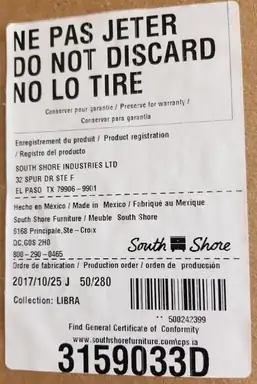 NE PAS JETER
DO NOT DISCARD
NO LO TIRE
Conserver pour garantie / Preserve for warranty /
Conservar para garantia
Enregistrement du produit / Product registration
/ Registro del producto
SOUTH SHORE INDUSTRIES LTD
32 SPUR DR STE F
EL PASO TX 79906-9901
Hecho en México / Made in Mexico / Fabriqué au Mexique
South Shore Furniture / Meuble South Shore
6168 Principale,Ste-Croix
QC,G0S 2H0
800-290-0465
South Shore
Ordre de fabrication / Production order / orden de producción
2017/10/25 J 50/280
Collection: LIBRA
500242399
Find General Certificate of Conformity
www.southshorefurniture.com/cpsia
3159033D